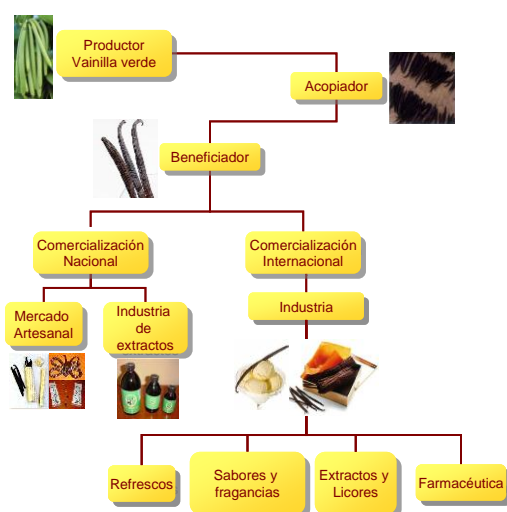 Productor
Vainilla verde
Acopiador
Beneficiador
Comercialización
Nacional
Comercialización
Internacional
Mercado
Artesanal
Industria
de
extractos
Industria
Refrescos
Sabores y
fragancias
Extractos y
Licores
Farmacéutica